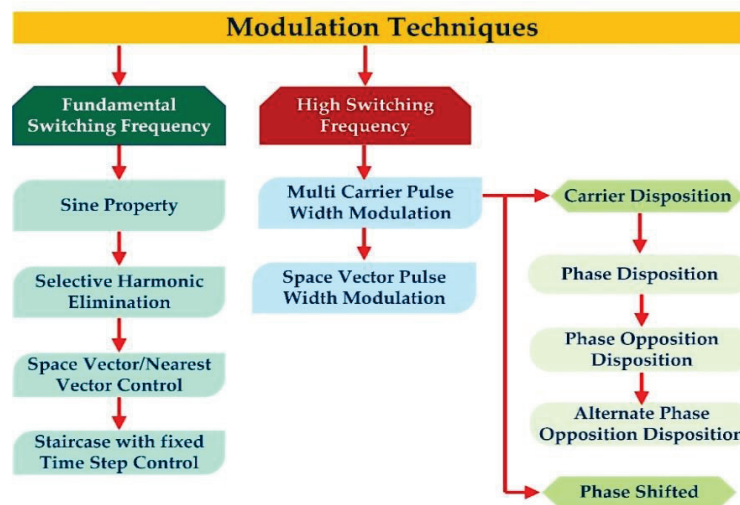 Modulation Techniques
Fundamental
Switching Frequency
Sine Property
Selective Harmonic
Elimination
Space Vector/Nearest
Vector Control
Staircase with fixed
Time Step Control
High Switching
Frequency
Multi Carrier Pulse
Width Modulation
Space Vector Pulse
Width Modulation
Carrier Disposition
Phase Disposition
Phase Opposition
Disposition
Alternate Phase
Opposition Disposition
Phase Shifted